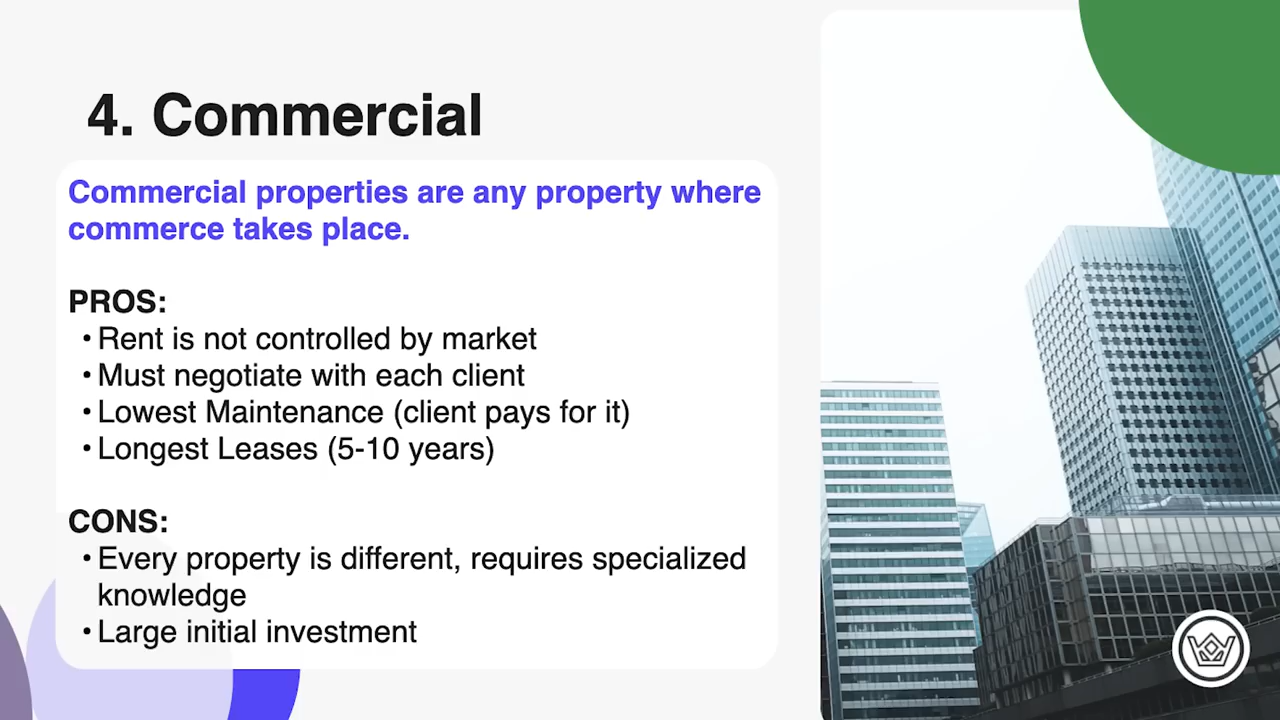 4. Commercial
Commercial properties are any property where
commerce takes place.
PROS:
• Rent is not controlled by market
• Must negotiate with each client
• Lowest Maintenance (client pays for it)
• Longest Leases (5-10 years)
CONS:
• Every property is different, requires specialized
knowledge
• Large initial investment